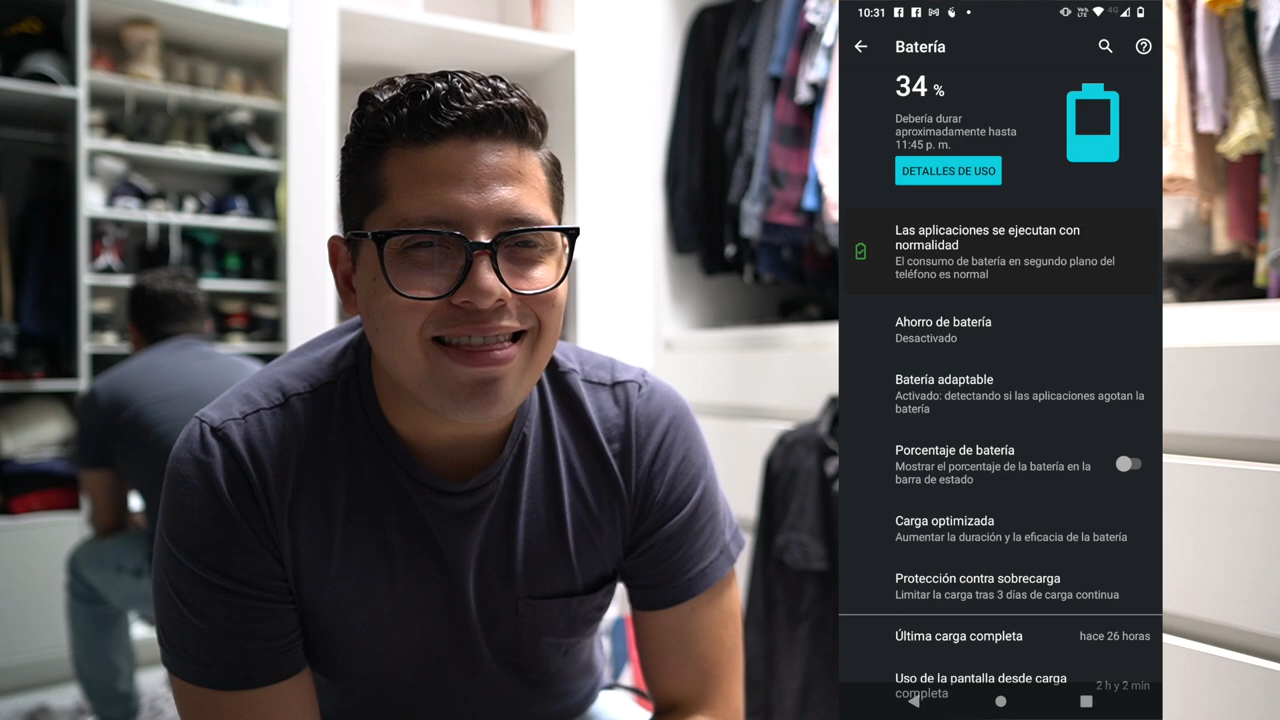 10:31
VoLTE
4G
Batería
34 %
Debería durar
aproximadamente hasta
11:45 p. m.
DETALLES DE USO
Las aplicaciones se ejecutan con
normalidad
El consumo de batería en segundo plano del
teléfono es normal
Ahorro de batería
Desactivado
Batería adaptable
Activado: detectando si las aplicaciones agotan la
batería
Porcentaje de batería
Mostrar el porcentaje de la batería en la
barra de estado
Carga optimizada
Aumentar la duración y la eficacia de la batería
Protección contra sobrecarga
Limitar la carga tras 3 días de carga continua
Última carga completa hace 26 horas
Uso de la pantalla desde carga
completa 2 h y 2 min